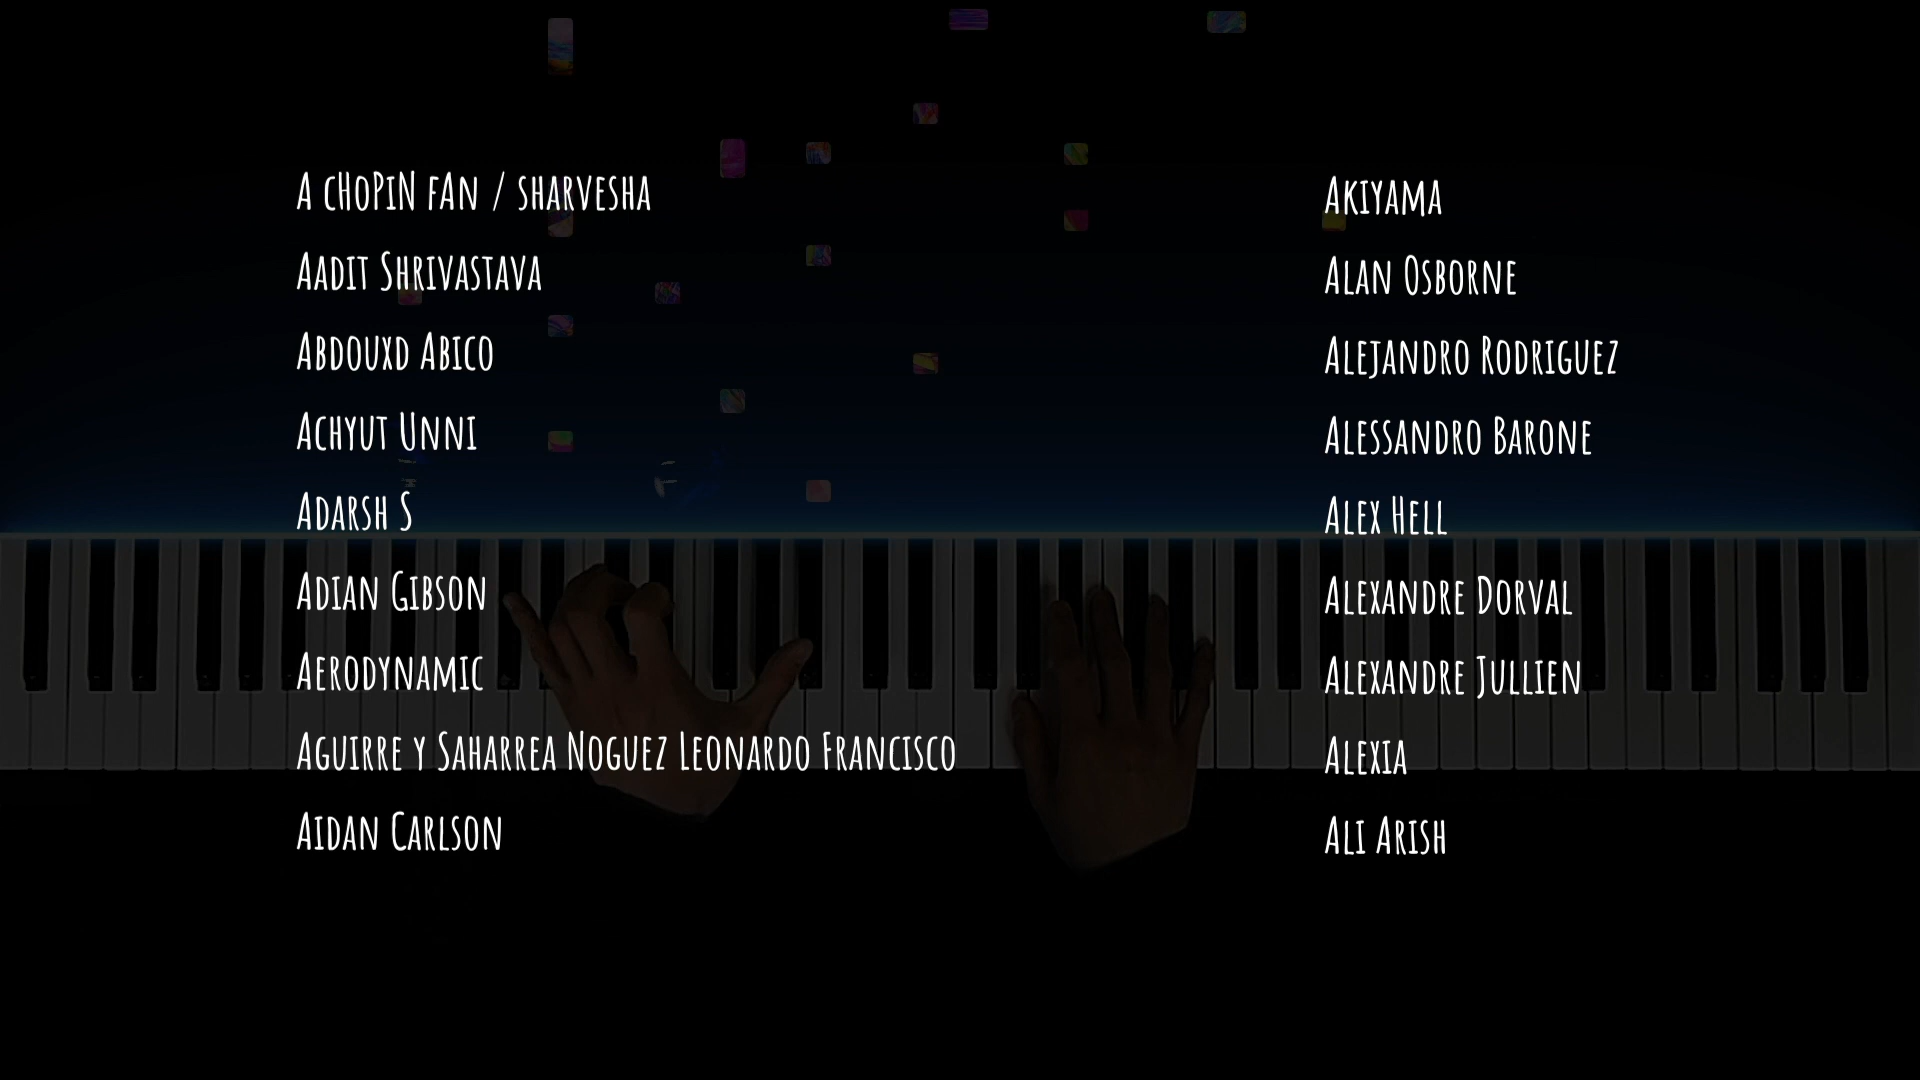 A cHoPiN fAn / sharvesha
Aadit Shrivastava
Abdouxd Abico
Achyut Unni
Adarsh S
Adian Gibson
Aerodynamic
Aguirre y Saharrea Noguez Leonardo Francisco
Aidan Carlson
Akiyama
Alan Osborne
Alejandro Rodriguez
Alessandro Barone
Alex Hell
Alexandre Dorval
Alexandre Jullien
Alexia
Ali Arish